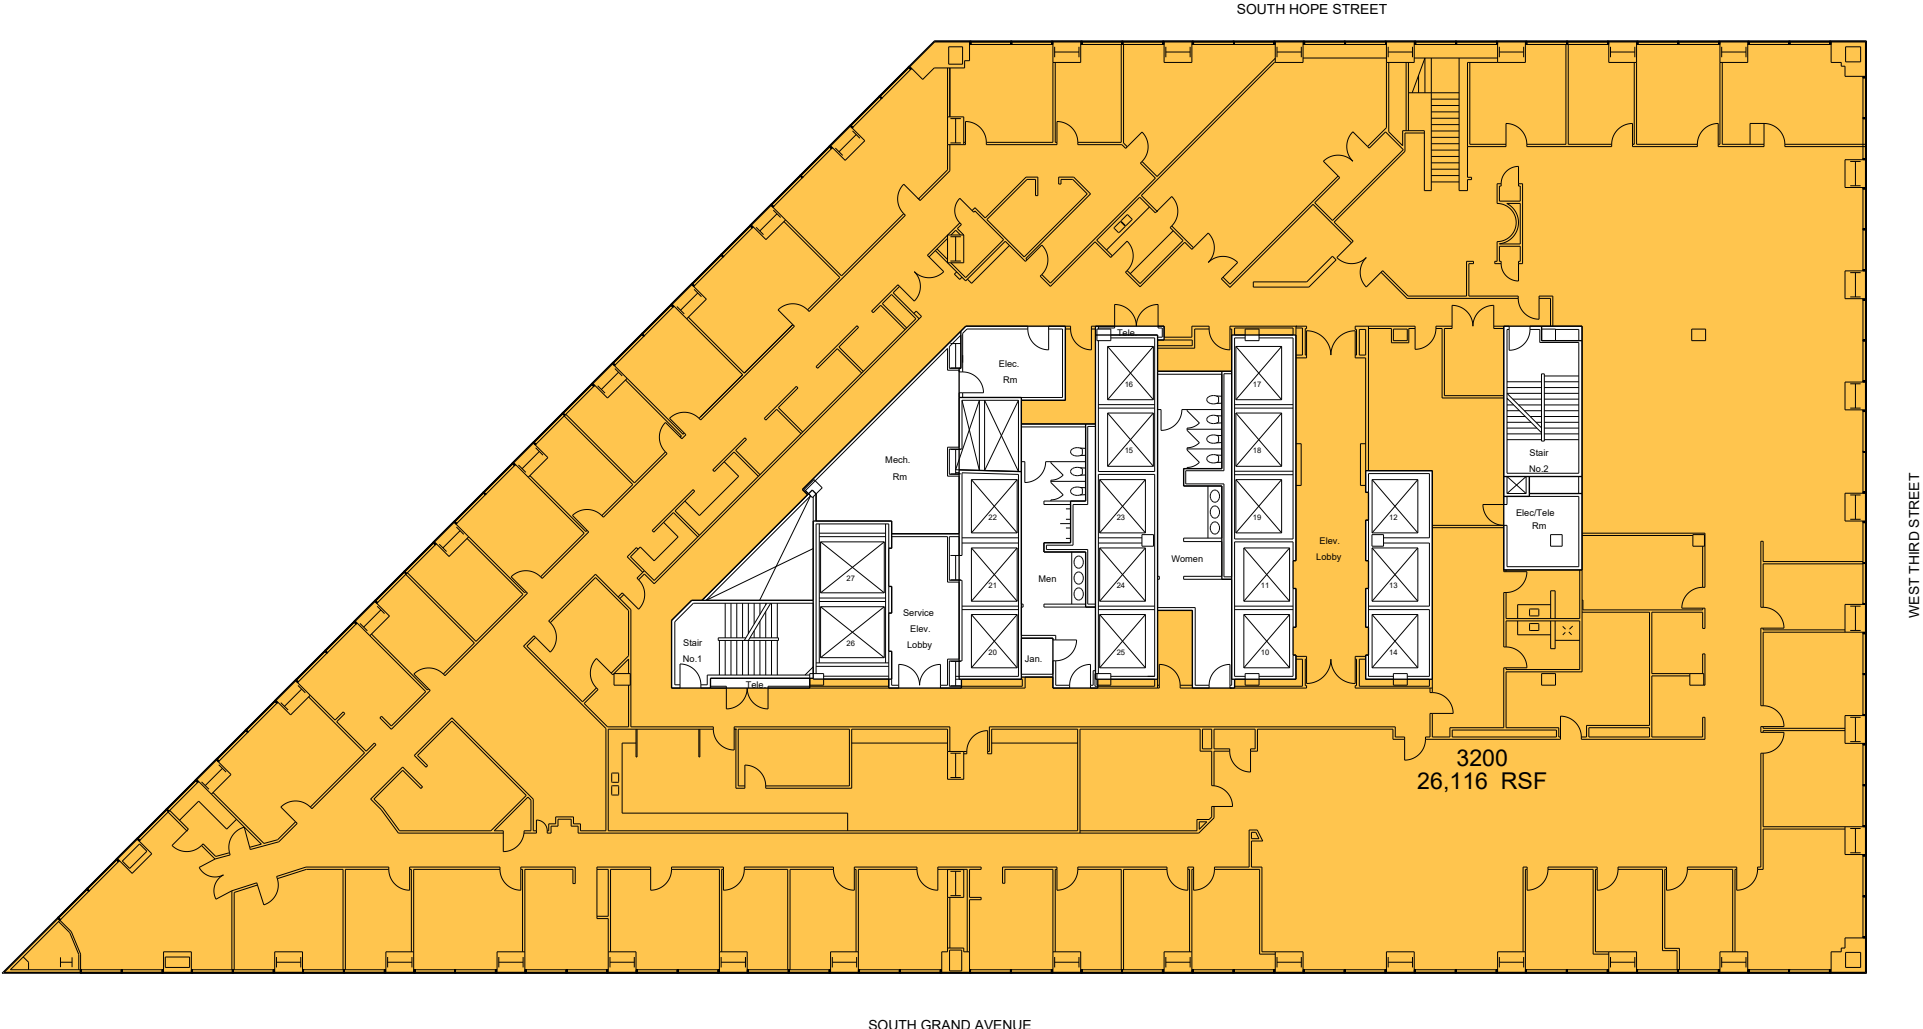 SOUTH HOPE STREET
Tele
Elec.
Rm
16
17
15
18
Mech.
Rm
Stair
No.2
22
23
19
12
Elec/Tele
Rm
Elev.
Lobby
Women
27
21
Men
24
11
13
Service
Elev.
Lobby
26
Stair
No.1
20
Jan.
25
10
14
Tele
3200
26,116 RSF
WEST THIRD STREET
SOUTH GRAND AVENUE